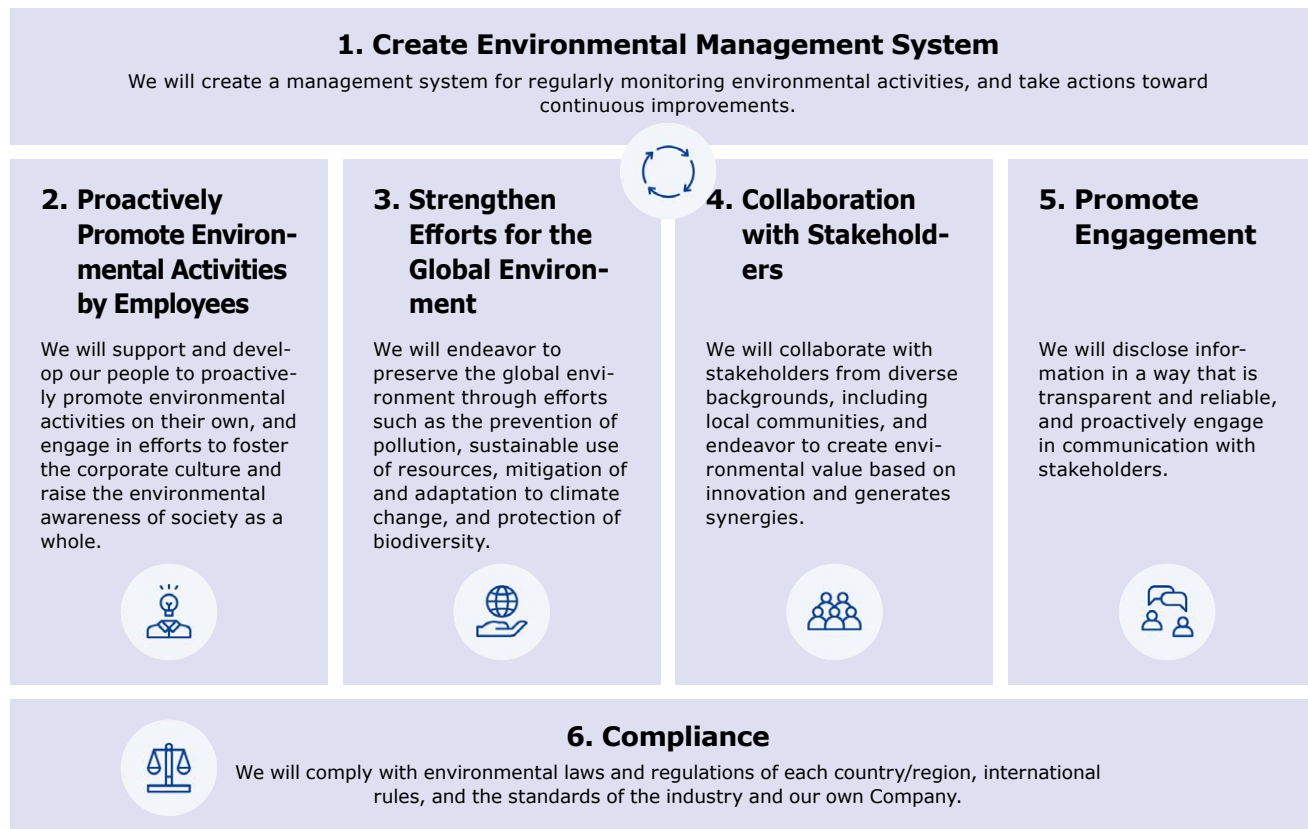 1. Create Environmental Management System
We will create a management system for regularly monitoring environmental activities, and take actions toward
continuous improvements.
2. Proactively
Promote Environ-
mental Activities
by Employees
We will support and devel-
op our people to proactive-
ly promote environmental
activities on their own, and
engage in efforts to foster
the corporate culture and
raise the environmental
awareness of society as a
whole.
3. Strengthen
Efforts for the
Global Environ-
ment
We will endeavor to
preserve the global envi-
ronment through efforts
such as the prevention of
pollution, sustainable use
of resources, mitigation of
and adaptation to climate
change, and protection of
biodiversity.
4. Collaboration
with Stakehold-
ers
We will collaborate with
stakeholders from diverse
backgrounds, including
local communities, and
endeavor to create envi-
ronmental value based on
innovation and generates
synergies.
5. Promote
Engagement
We will disclose infor-
mation in a way that is
transparent and reliable,
and proactively engage
in communication with
stakeholders.
6. Compliance
We will comply with environmental laws and regulations of each country/region, international
rules, and the standards of the industry and our own Company.